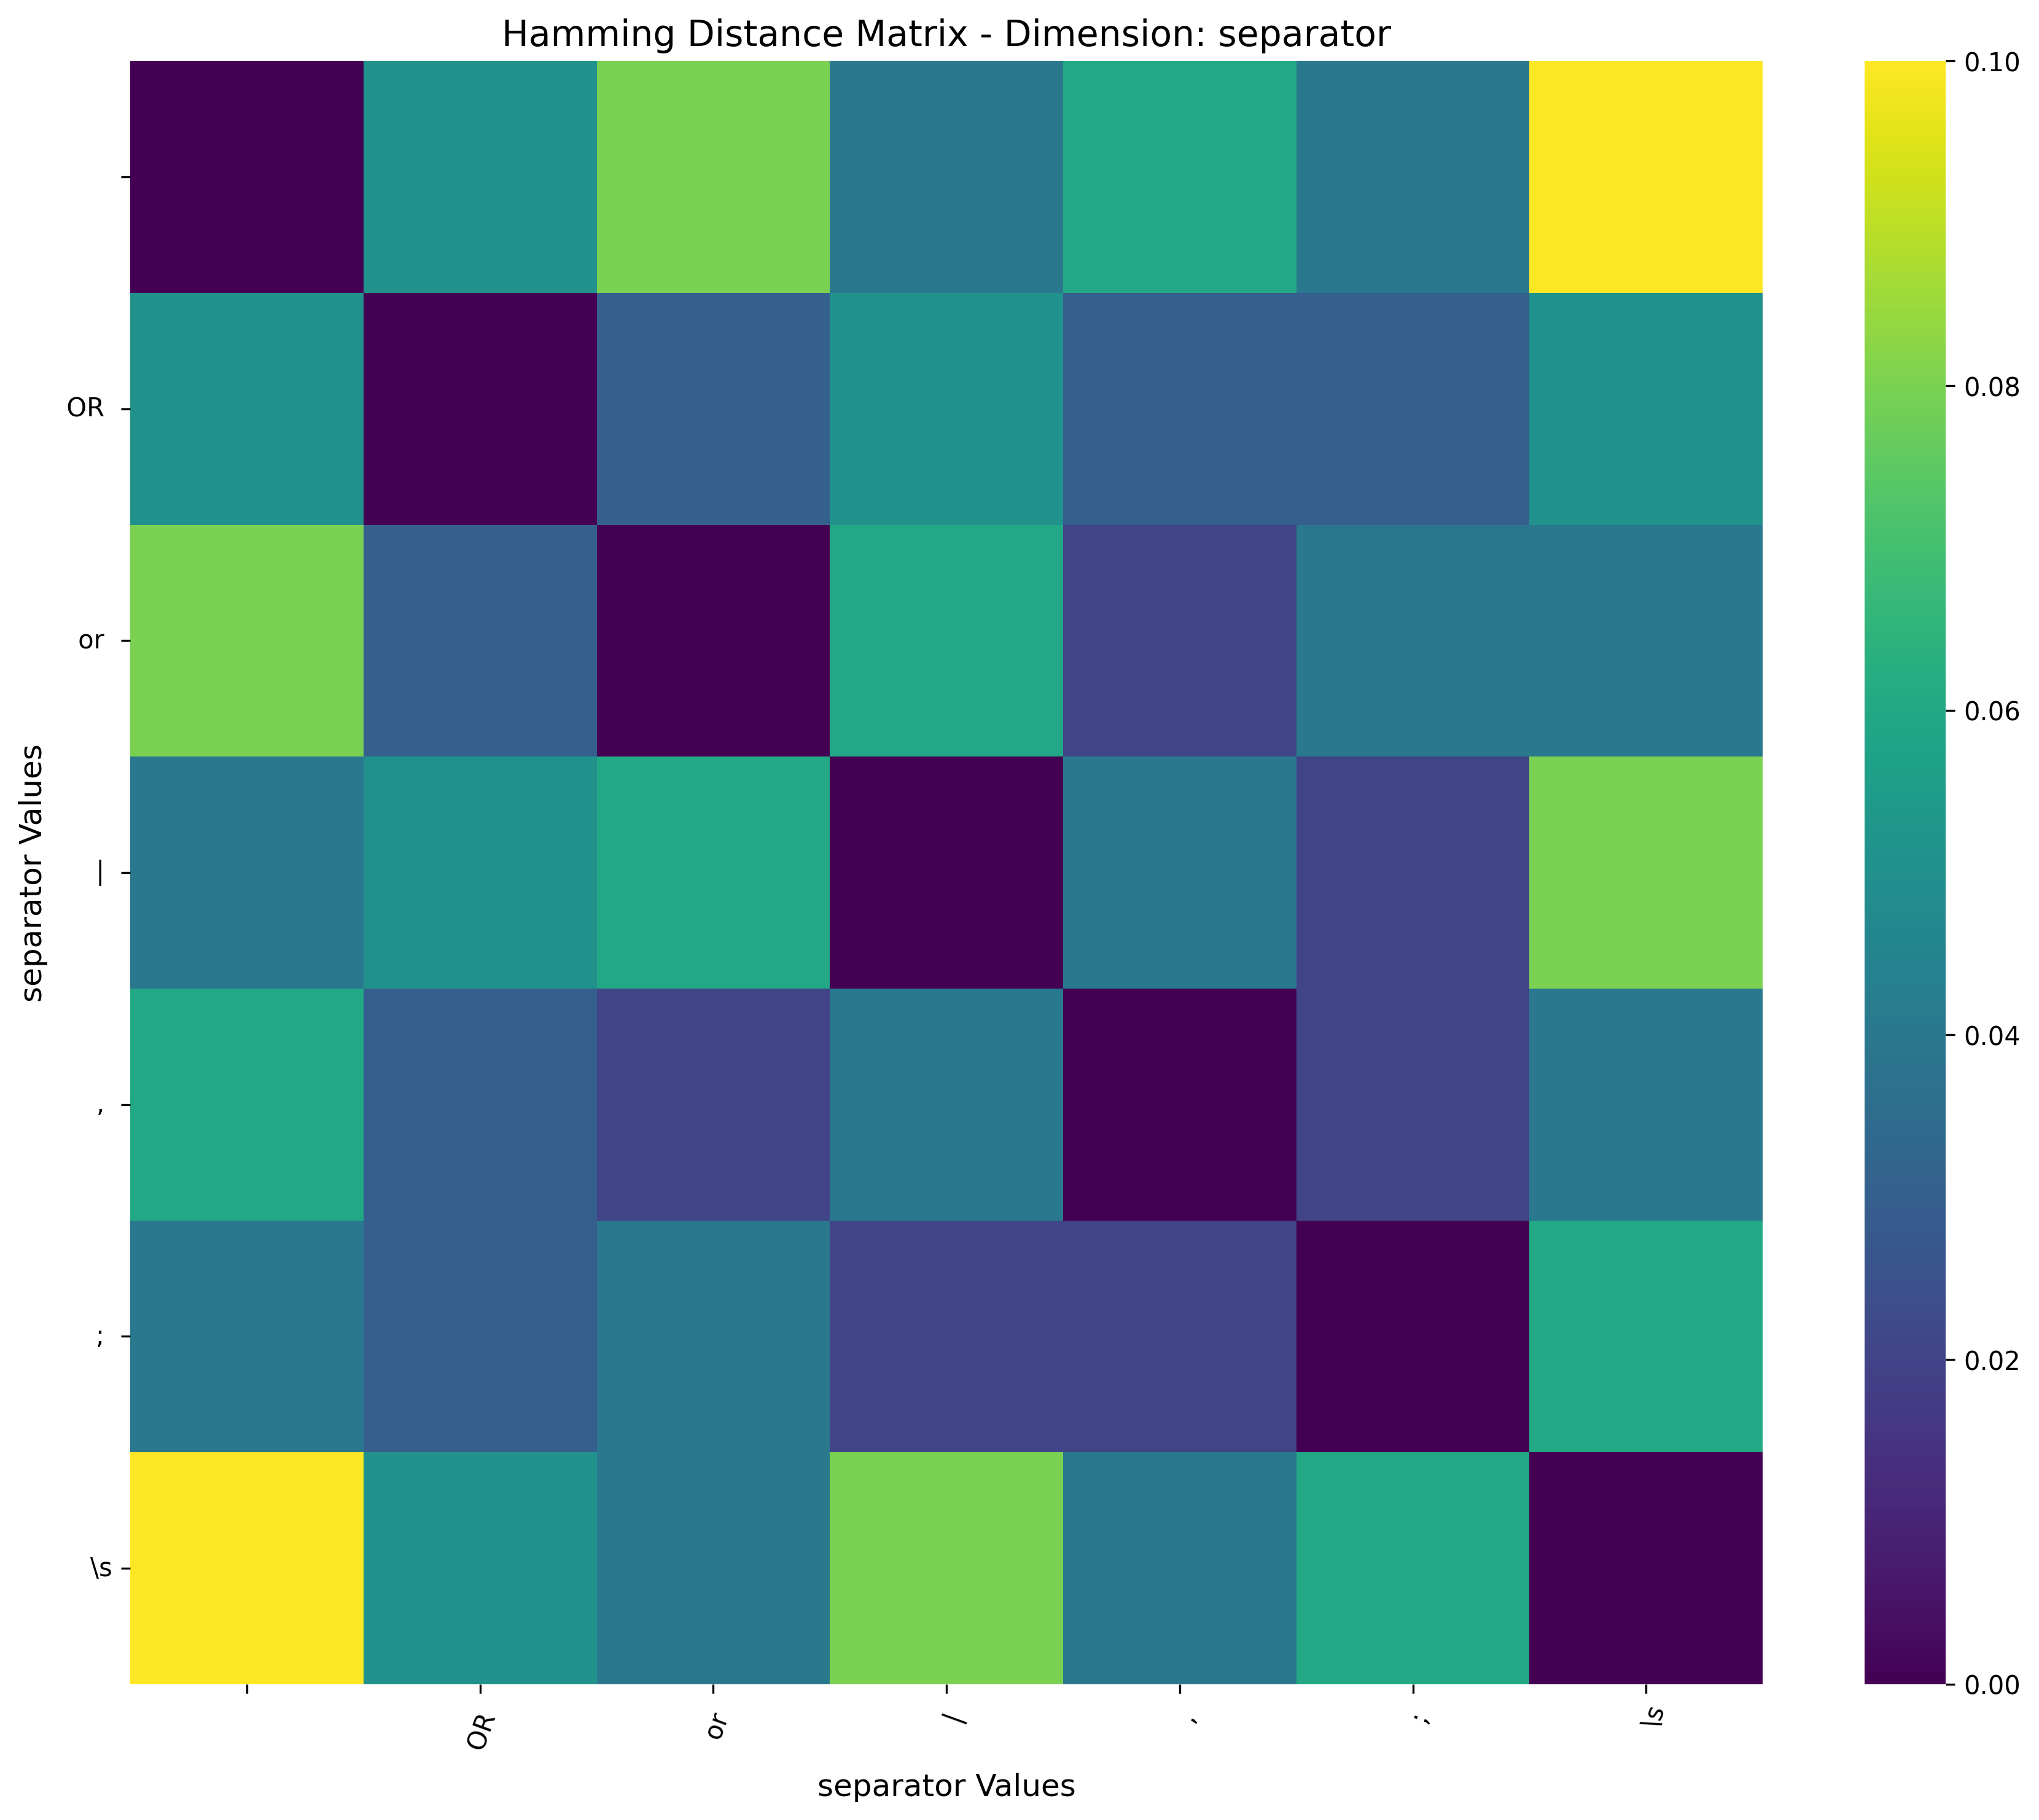 Hamming Distance Matrix - Dimension: separator
separator Values
OR
or
|
,
;
\s
OR
or
|
,
;
\s
separator Values
0.10
0.08
0.06
0.04
0.02
0.00